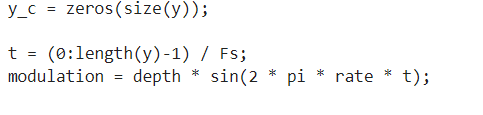 y_c = zeros(size(y));
t = (0:length(y)-1) / Fs;
modulation = depth * sin(2 * pi * rate * t);